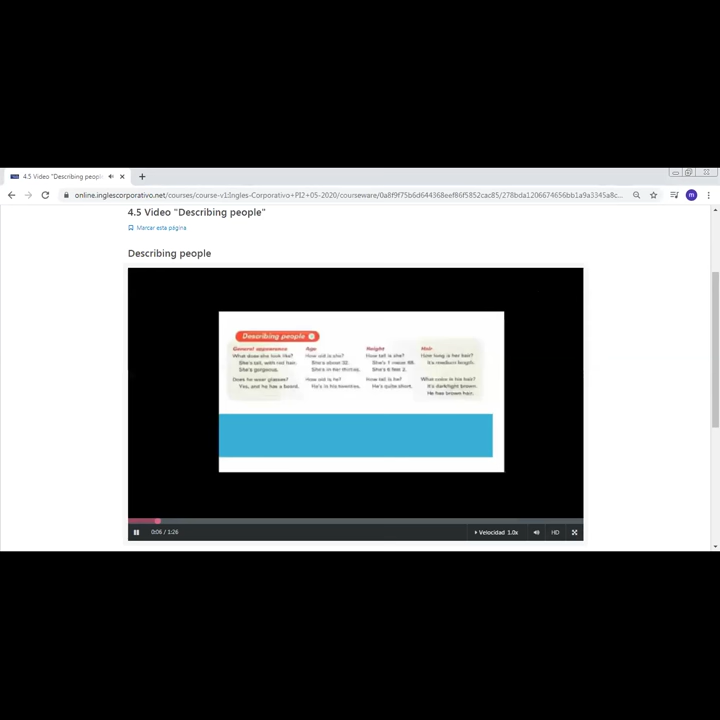 4.5 Video "Describing peopl
online.inglescorporativo.net/courses/course-v1:Ingles-Corporativo+PI2+05-2020/courseware/0a8f9f75b6d644368eef86f5852cac85/278bda1206674656bb1a9a3345a8c...
m
4.5 Video "Describing people"
Marcar esta página
Describing people
Describing people
General appearance
What does she look like?
She's tall, with red hair.
She's gorgeous.
Does he wear glasses?
Yes, and he has a beard.
Age
How old is she?
She's about 32.
She's in her thirties.
How old is he?
He's in his twenties.
Height
How tall is she?
She's 1 meter 88.
She's 6 feet 2.
How tall is he?
He's quite short.
Hair
How long is her hair?
It's medium length.
What color is his hair?
It's dark/light brown.
He has brown hair.
0:06 / 1:26
Velocidad 1.0x
HD